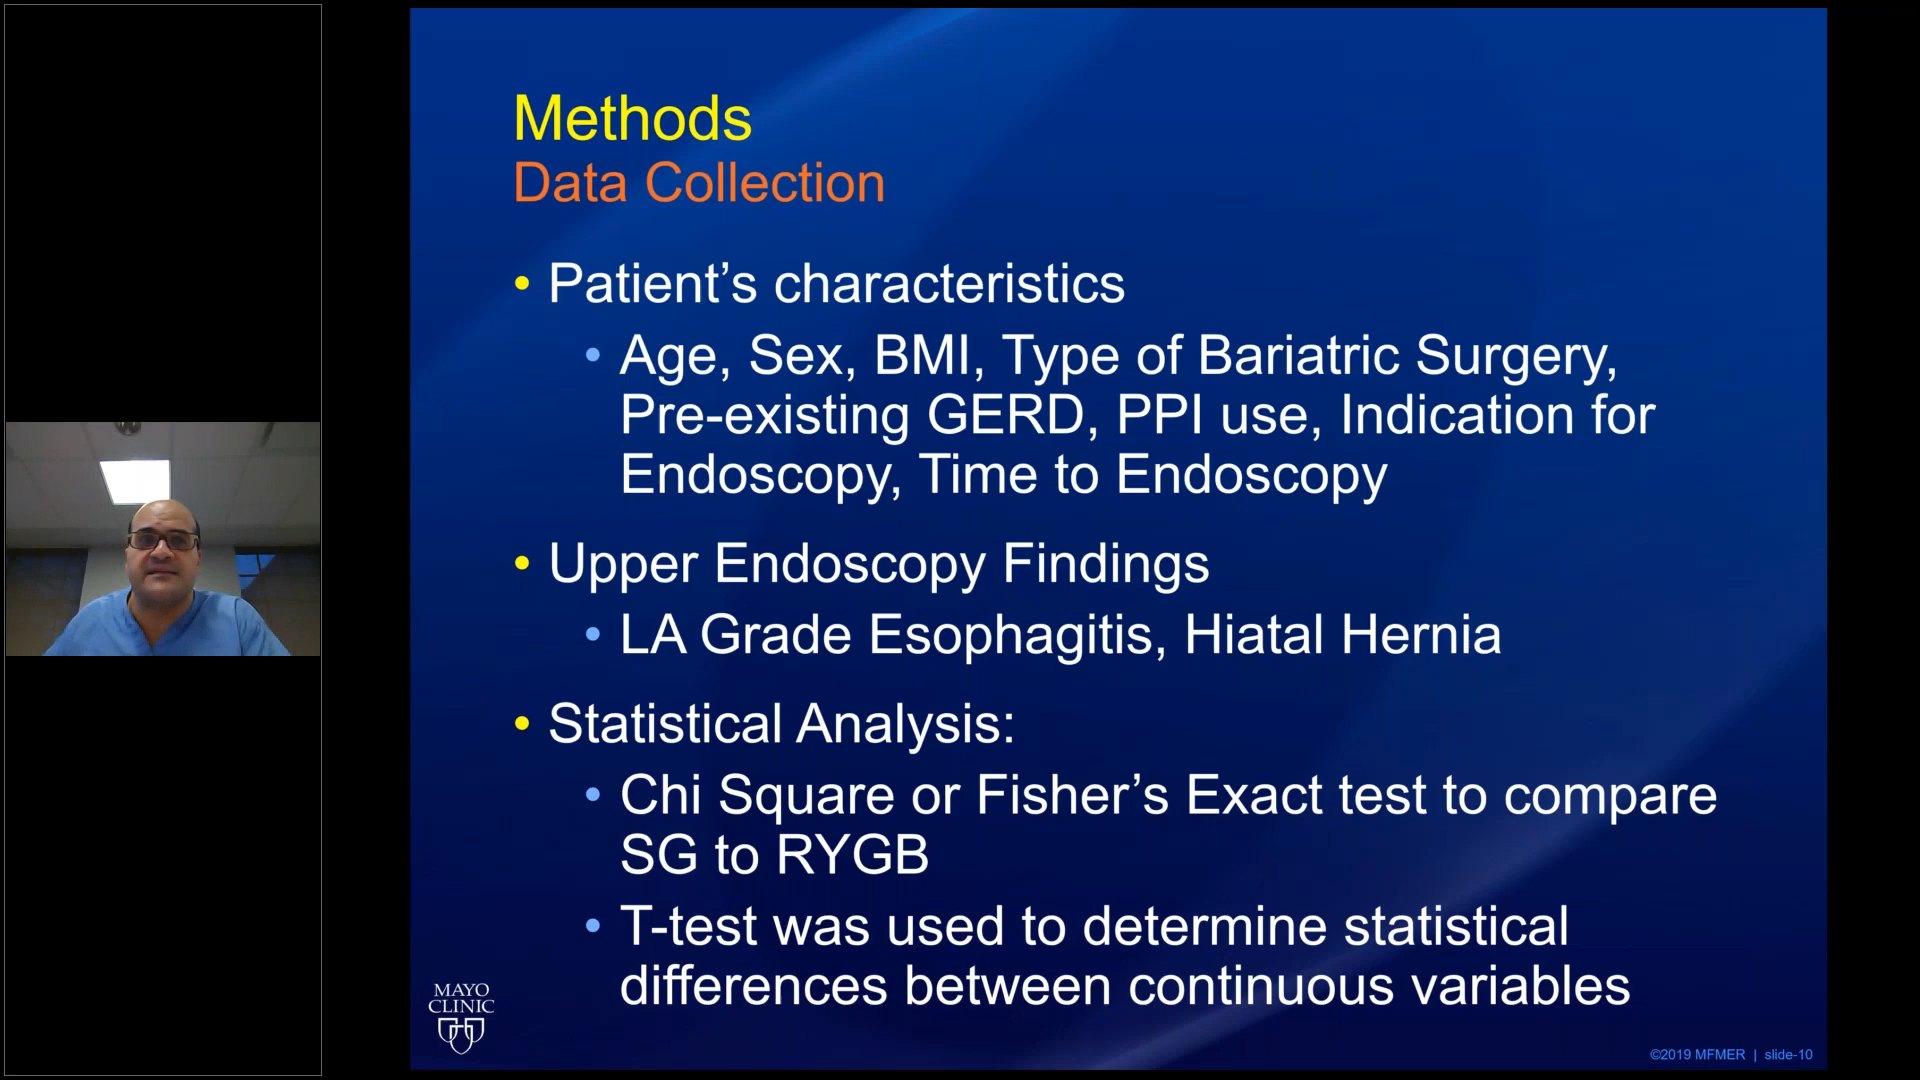 Methods
Data Collection
• Patient’s characteristics
• Age, Sex, BMI, Type of Bariatric Surgery,
Pre-existing GERD, PPI use, Indication for
Endoscopy, Time to Endoscopy
• Upper Endoscopy Findings
• LA Grade Esophagitis, Hiatal Hernia
• Statistical Analysis:
• Chi Square or Fisher’s Exact test to compare
SG to RYGB
• T-test was used to determine statistical
differences between continuous variables
MAYO
CLINIC
©2019 MFMER | slide-10